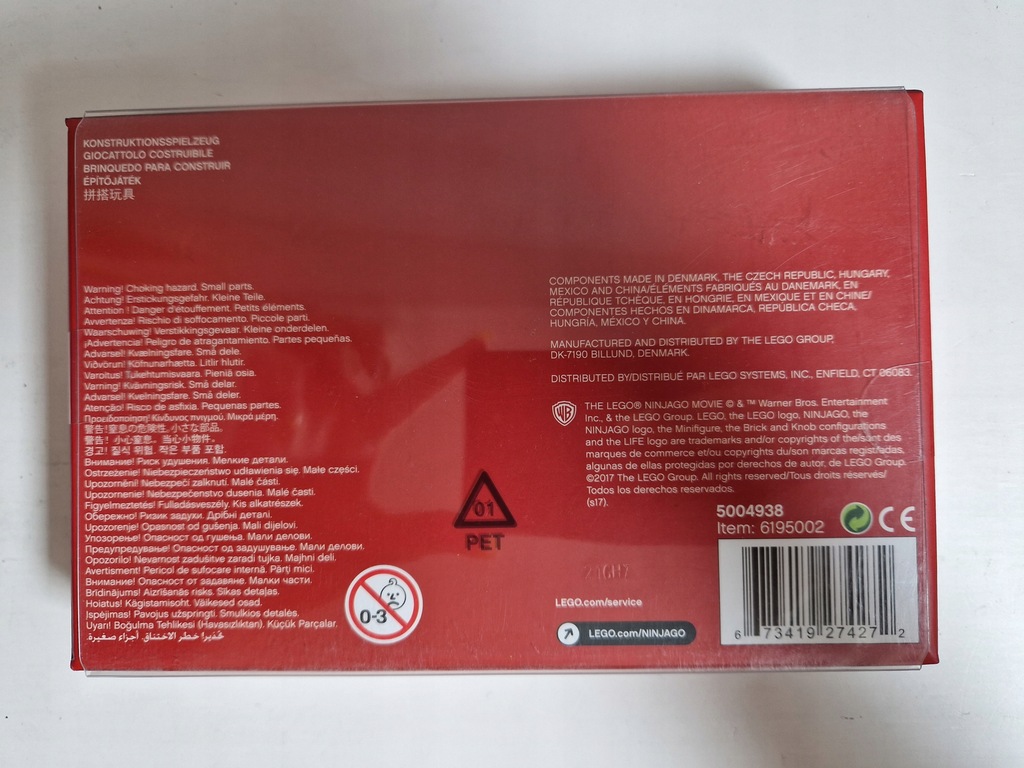 KONSTRUKTIONSSPIELZEUG
GIOCATTOLO COSTRUIBILE
BRINQUEDO PARA CONSTRUIR
ÉPÍTŐJÁTÉK
拼搭玩具
Warning! Choking hazard. Small parts.
Achtung! Erstickungsgefahr. Kleine Teile.
Attention ! Danger d'étouffement. Petits éléments.
Avvertenza! Rischio di soffocamento. Piccole parti.
Waarschuwing! Verstikkingsgevaar. Kleine onderdelen.
¡Advertencia! Peligro de atragantamiento. Partes pequeñas.
Advarsel! Kvælningsfare. Små dele.
Viðvörun! Köfnunarhætta. Litlir hlutir.
Varoitus! Tukehtumisvaara. Pieniä osia.
Varning! Kvävningsrisk. Små delar.
Advarsel! Kvelningsfare. Små deler.
Atenção! Risco de asfixia. Pequenas partes.
Προειδοποίηση! Κίνδυνος πνιγμού. Μικρά μέρη.
警告!窒息の危険性。小さな部品。
警告!小心窒息。当心小物件。
경고! 질식 위험. 작은 부품 포함.
Внимание! Риск удушения. Мелкие детали.
Ostrzeżenie! Niebezpieczeństwo udławienia się. Małe części.
Upozornění! Nebezpečí zalknutí. Malé části.
Upozornenie! Nebezpečenstvo dusenia. Malé časti.
Figyelmeztetés! Fulladásveszély. Kis alkatrészek.
Обережно! Ризик задухи. Дрібні деталі.
Upozorenje! Opasnost od gušenja. Mali dijelovi.
Упозорење! Опасност од гушења. Мали делови.
Предупредување! Опасност од задушување. Мали делови.
Opozorilo! Nevarnost zadušitve zaradi tujka. Majhni deli.
Avertisment! Pericol de sufocare internă. Părţi mici.
Внимание! Опасност от задавяне. Малки части.
Brīdinājums! Aizrīšanās risks. Sīkas detaļas.
Hoiatus! Kägistamisoht. Väikesed osad.
Įspėjimas! Pavojus užspringti. Smulkios detalės.
Uyarı! Boğulma Tehlikesi (Havasızlıktan). Küçük Parçalar.
تحذير! خطر الاختناق. أجزاء صغيرة.
0-3
01
PET
COMPONENTS MADE IN DENMARK, THE CZECH REPUBLIC, HUNGARY,
MEXICO AND CHINA/ÉLÉMENTS FABRIQUÉS AU DANEMARK, EN
RÉPUBLIQUE TCHÈQUE, EN HONGRIE, EN MEXIQUE ET EN CHINE/
COMPONENTES HECHOS EN DINAMARCA, REPÚBLICA CHECA,
HUNGRÍA, MÉXICO Y CHINA.
MANUFACTURED AND DISTRIBUTED BY THE LEGO GROUP,
DK-7190 BILLUND, DENMARK.
DISTRIBUTED BY/DISTRIBUÉ PAR LEGO SYSTEMS, INC., ENFIELD, CT 06083.
WB
THE LEGO® NINJAGO MOVIE © & ™ Warner Bros. Entertainment
Inc., & the LEGO Group. LEGO, the LEGO logo, NINJAGO, the
NINJAGO logo, the Minifigure, the Brick and Knob configurations
and the LIFE logo are trademarks and/or copyrights of the/sont des
marques de commerce et/ou copyrights du/son marcas registradas,
algunas de ellas protegidas por derechos de autor, de LEGO Group.
©2017 The LEGO Group. All rights reserved/Tous droits réservés/
Todos los derechos reservados.
(s17).
5004938
Item: 6195002
CE
246H7
LEGO.com/service
LEGO.com/NINJAGO
6 73419 27427 2